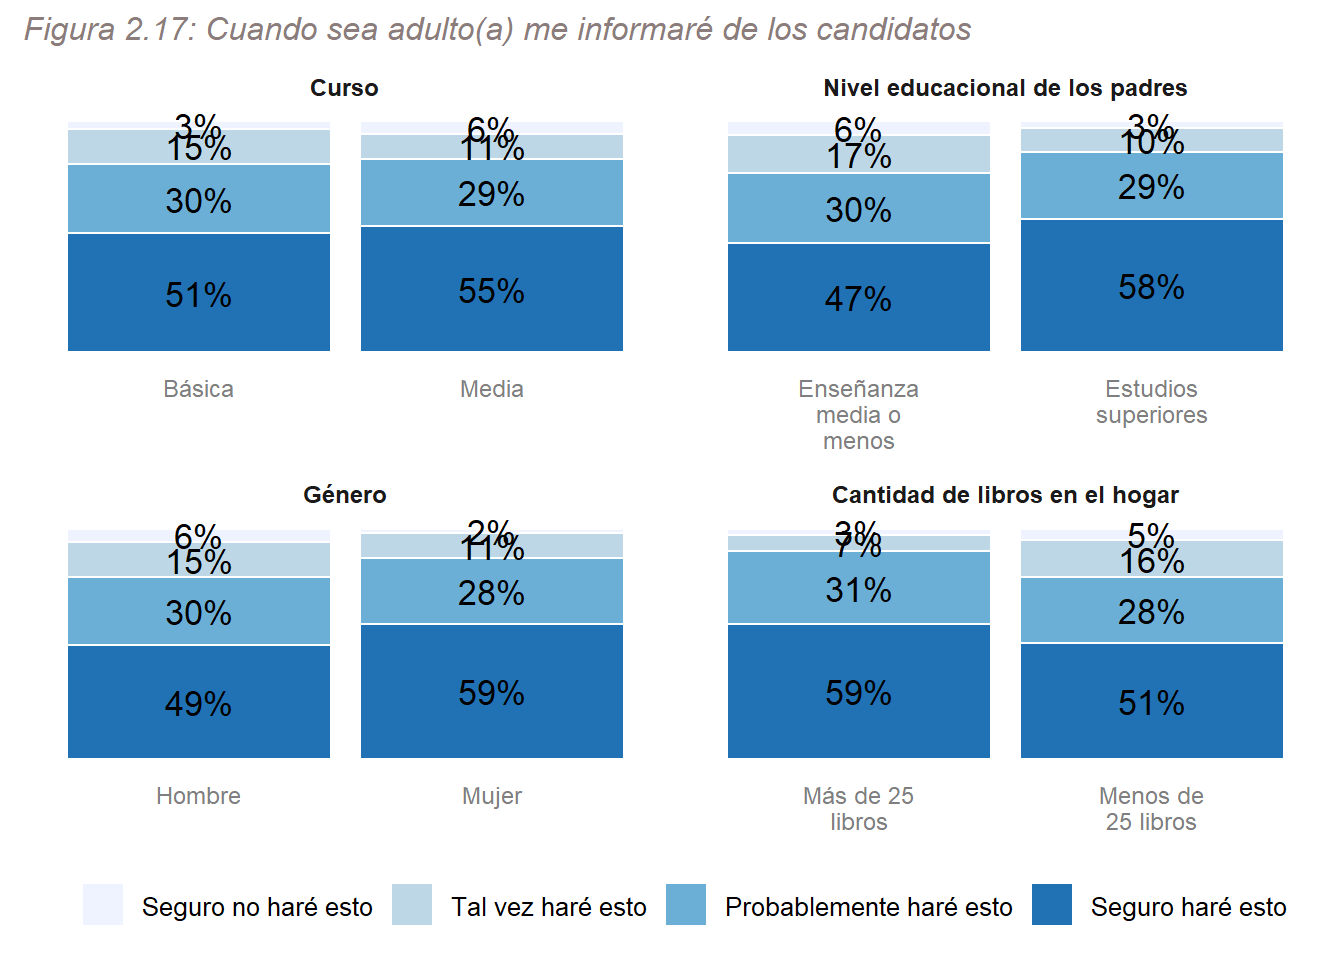 Figura 2.17: Cuando sea adulto(a) me informaré de los candidatos
Curso
3%
15%
30%
51%
Básica
6%
11%
29%
55%
Media
Nivel educacional de los padres
6%
17%
30%
47%
Enseñanza
media o
menos
3%
10%
29%
58%
Estudios
superiores
Género
6%
15%
30%
49%
Hombre
2%
11%
28%
59%
Mujer
Cantidad de libros en el hogar
3%
7%
31%
59%
Más de 25
libros
5%
16%
28%
51%
Menos de
25 libros
Seguro no haré esto
Tal vez haré esto
Probablemente haré esto
Seguro haré esto